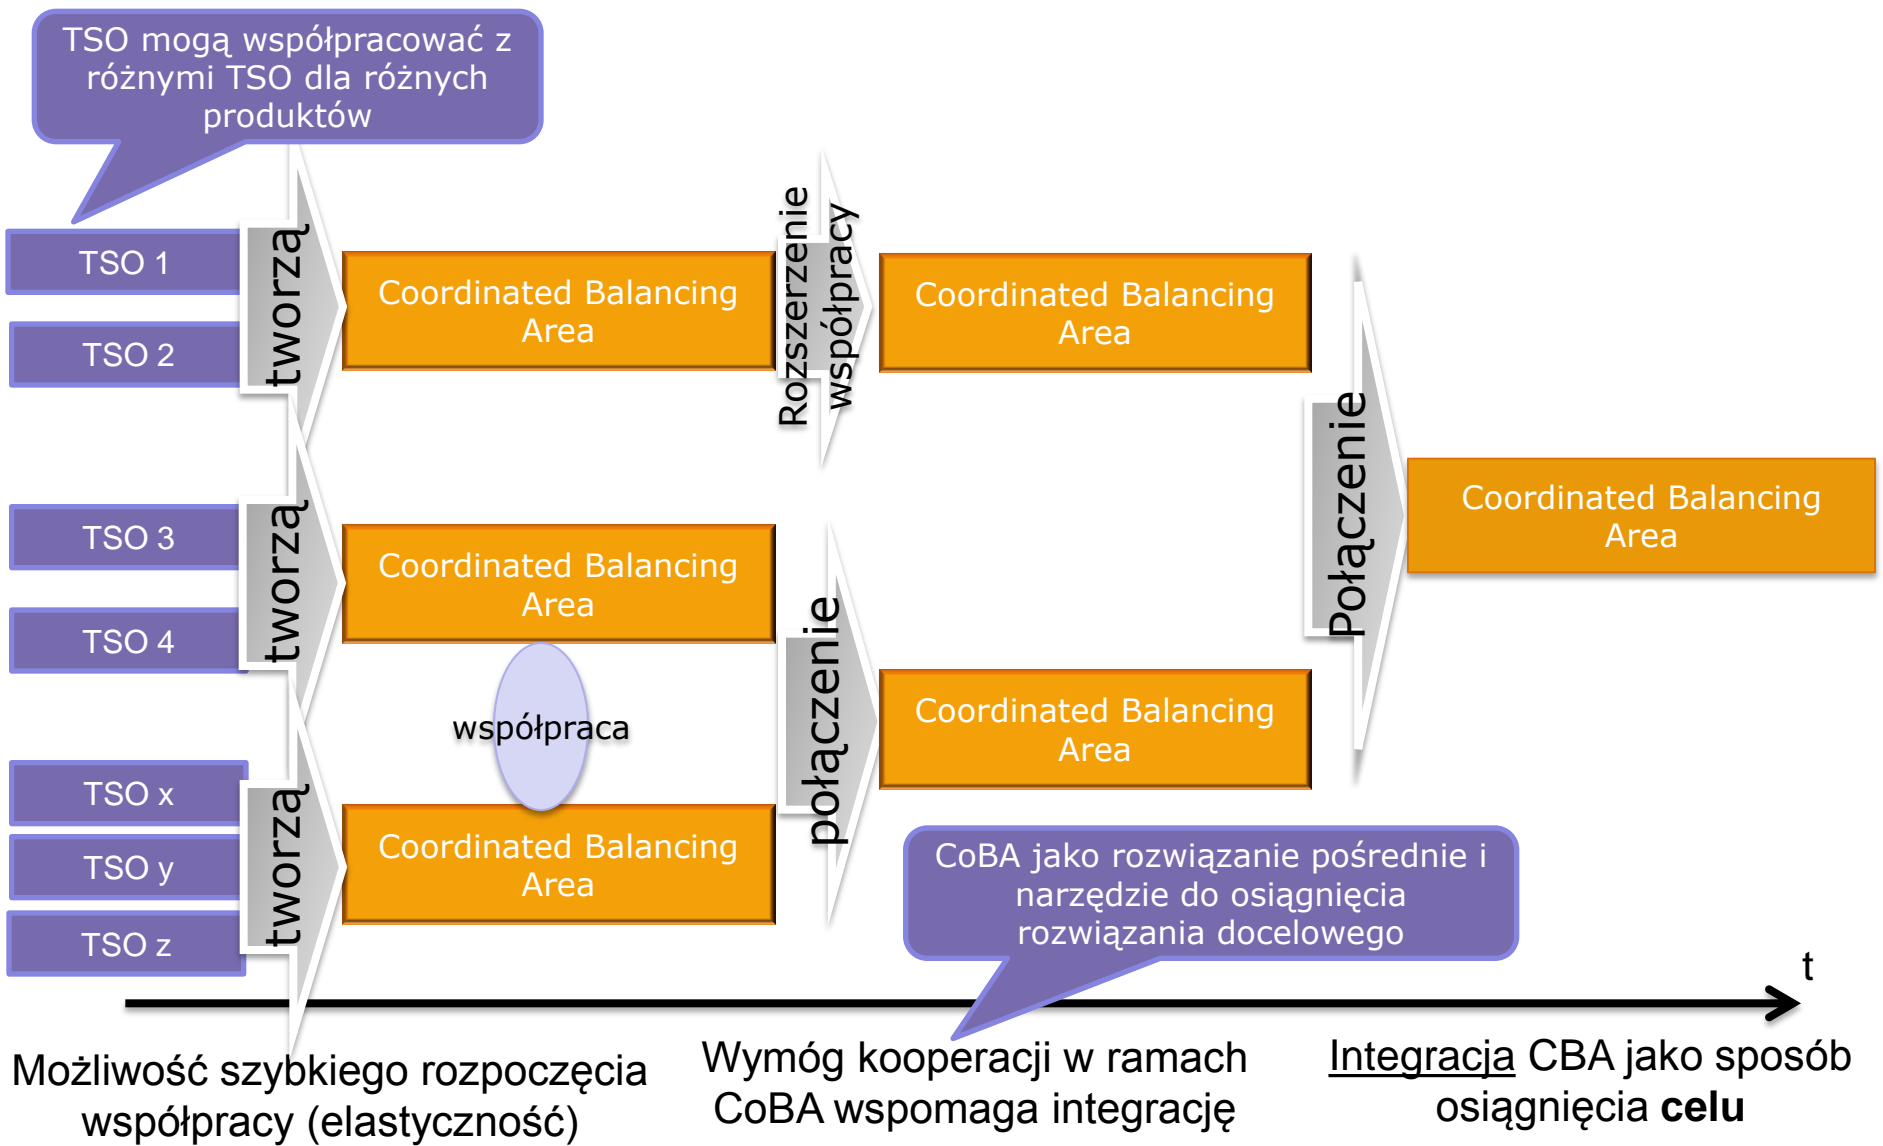 TSO mogą współpracować z
różnymi TSO dla różnych
produktów
TSO 1
TSO 2
tworzą
Coordinated Balancing
Area
Rozszerzenie
współpracy
Coordinated Balancing
Area
TSO 3
TSO 4
tworzą
Coordinated Balancing
Area
współpraca
TSO x
TSO y
TSO z
tworzą
Coordinated Balancing
Area
połączenie
Coordinated Balancing
Area
Połączenie
Coordinated Balancing
Area
CoBA jako rozwiązanie pośrednie i
narzędzie do osiągnięcia
rozwiązania docelowego
t
Możliwość szybkiego rozpoczęcia
współpracy (elastyczność)
Wymóg kooperacji w ramach
CoBA wspomaga integrację
Integracja CBA jako sposób
osiągnięcia celu